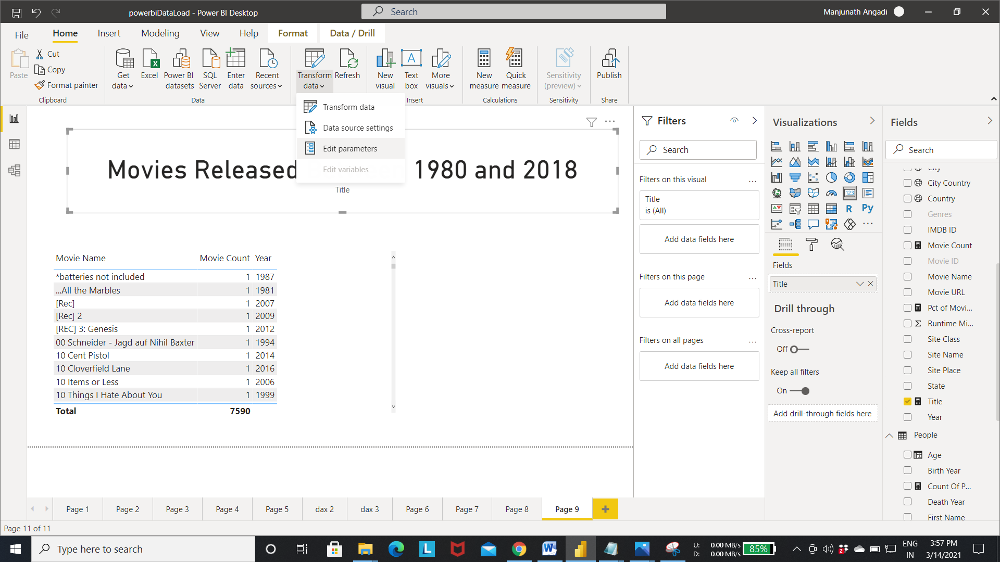 powerbiDataLoad - Power BI Desktop
Search
Manjunath Angadi
File
Home
Insert
Modeling
View
Help
Format
Data / Drill
Paste
Cut
Copy
Format painter
Clipboard
Get data
Excel
Power BI datasets
SQL Server
Enter data
Recent sources
Data
Transform data
Refresh
New visual
Text box
More visuals
Insert
New measure
Quick measure
Calculations
Sensitivity (preview)
Sensitivity
Publish
Share
Transform data
Data source settings
Edit parameters
Edit variables
Movies Released 1980 and 2018
Title
Movie Name Movie Count Year
*batteries not included 1 1987
...All the Marbles 1 1981
[Rec] 1 2007
[Rec] 2 1 2009
[REC] 3: Genesis 1 2012
00 Schneider - Jagd auf Nihil Baxter 1 1994
10 Cent Pistol 1 2014
10 Cloverfield Lane 1 2016
10 Items or Less 1 2006
10 Things I Hate About You 1 1999
Total 7590
Filters
Search
Filters on this visual ...
Title
is (All)
Add data fields here
Filters on this page ...
Add data fields here
Filters on all pages ...
Add data fields here
Visualizations
123
R
Py
Fields
Title
Drill through
Cross-report
Off
Keep all filters
On
Add drill-through fields here
Fields
Search
City
City Country
Country
Genres
IMDB ID
Movie Count
Movie ID
Movie Name
Movie URL
Pct of Movi...
Runtime Mi...
Site Class
Site Name
Site Place
State
Title
Year
People
Age
Birth Year
Count Of P...
Death Year
First Name
Page 1
Page 2
Page 3
Page 4
Page 5
dax 2
dax 3
Page 6
Page 7
Page 8
Page 9
Page 11 of 11
Type here to search
U: 0.00 MB/s
D: 0.00 MB/s
85%
2
ENG
IN
3:57 PM
3/14/2021